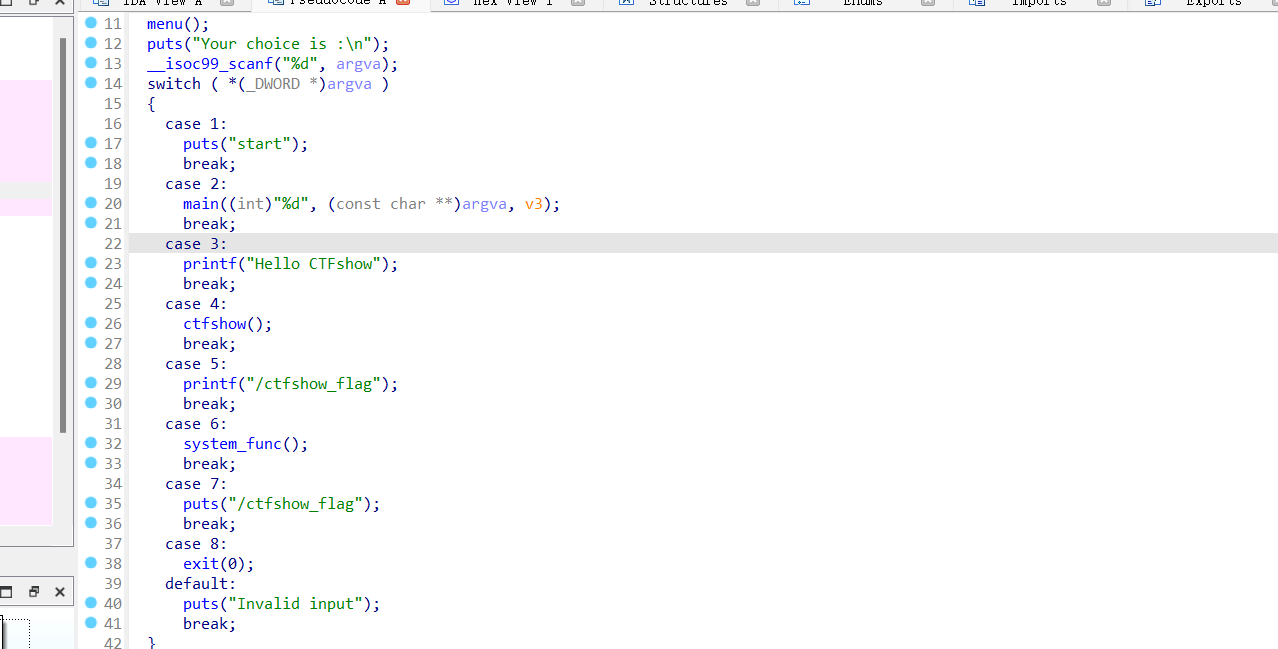 IDA View A Pseudocode A Hex View 1 Structures Enums Imports Exports
11 menu();
12 puts("Your choice is :\n");
13 __isoc99_scanf("%d", argva);
14 switch ( *(_DWORD *)argva )
15 {
16 case 1:
17 puts("start");
18 break;
19 case 2:
20 main((int)"%d", (const char **)argva, v3);
21 break;
22 case 3:
23 printf("Hello CTFshow");
24 break;
25 case 4:
26 ctfshow();
27 break;
28 case 5:
29 printf("/ctfshow_flag");
30 break;
31 case 6:
32 system_func();
33 break;
34 case 7:
35 puts("/ctfshow_flag");
36 break;
37 case 8:
38 exit(0);
39 default:
40 puts("Invalid input");
41 break;
42 }